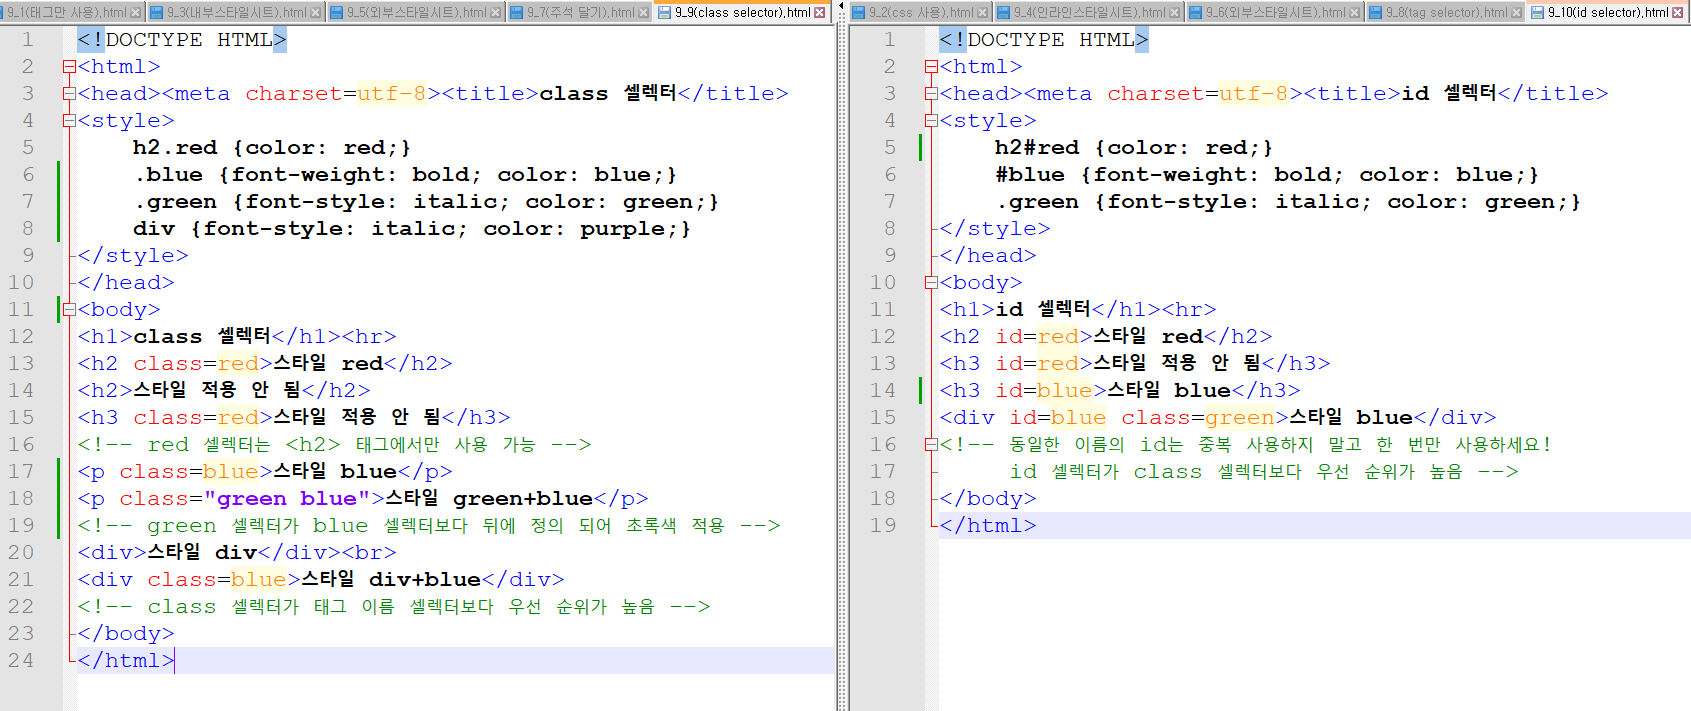 9_1(태그만 사용).html
9_3(내부스타일시트).html
9_5(외부스타일시트).html
9_7(주석 달기).html
9_9(class selector).html
1 <!DOCTYPE HTML>
2 <html>
3 <head><meta charset=utf-8><title>class 셀렉터</title>
4 <style>
5 h2.red {color: red;}
6 .blue {font-weight: bold; color: blue;}
7 .green {font-style: italic; color: green;}
8 div {font-style: italic; color: purple;}
9 </style>
10 </head>
11 <body>
12 <h1>class 셀렉터</h1><hr>
13 <h2 class=red>스타일 red</h2>
14 <h2>스타일 적용 안 됨</h2>
15 <h3 class=red>스타일 적용 안 됨</h3>
16 <!-- red 셀렉터는 <h2> 태그에서만 사용 가능 -->
17 <p class=blue>스타일 blue</p>
18 <p class="green blue">스타일 green+blue</p>
19 <!-- green 셀렉터가 blue 셀렉터보다 뒤에 정의 되어 초록색 적용 -->
20 <div>스타일 div</div><br>
21 <div class=blue>스타일 div+blue</div>
22 <!-- class 셀렉터가 태그 이름 셀렉터보다 우선 순위가 높음 -->
23 </body>
24 </html>
9_2(css 사용).html
9_4(인라인스타일시트).html
9_6(외부스타일시트).html
9_8(tag selector).html
9_10(id selector).html
1 <!DOCTYPE HTML>
2 <html>
3 <head><meta charset=utf-8><title>id 셀렉터</title>
4 <style>
5 h2#red {color: red;}
6 #blue {font-weight: bold; color: blue;}
7 .green {font-style: italic; color: green;}
8 </style>
9 </head>
10 <body>
11 <h1>id 셀렉터</h1><hr>
12 <h2 id=red>스타일 red</h2>
13 <h3 id=red>스타일 적용 안 됨</h3>
14 <h3 id=blue>스타일 blue</h3>
15 <div id=blue class=green>스타일 blue</div>
16 <!-- 동일한 이름의 id는 중복 사용하지 말고 한 번만 사용하세요!
17 id 셀렉터가 class 셀렉터보다 우선 순위가 높음 -->
18 </body>
19 </html>